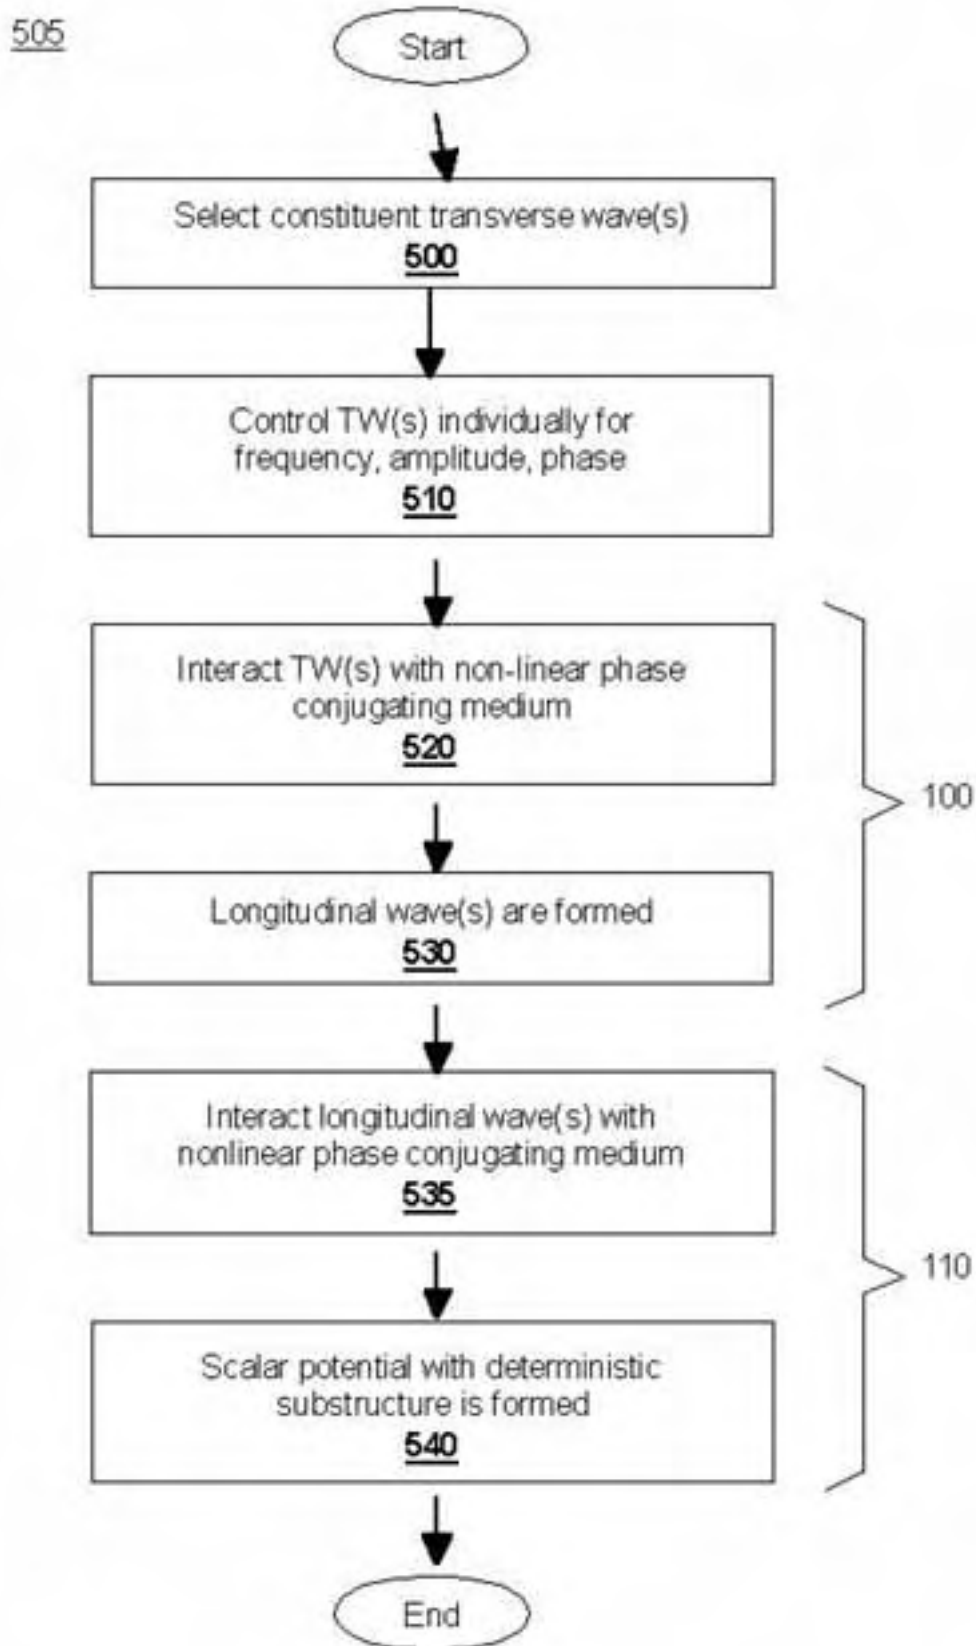 505
Start
Select constituent transverse wave(s)
500
Control TW(s) individually for
frequency, amplitude, phase
510
Interact TW(s) with non-linear phase
conjugating medium
520
100
Longitudinal wave(s) are formed
530
Interact longitudinal wave(s) with
nonlinear phase conjugating medium
535
110
Scalar potential with deterministic
substructure is formed
540
End